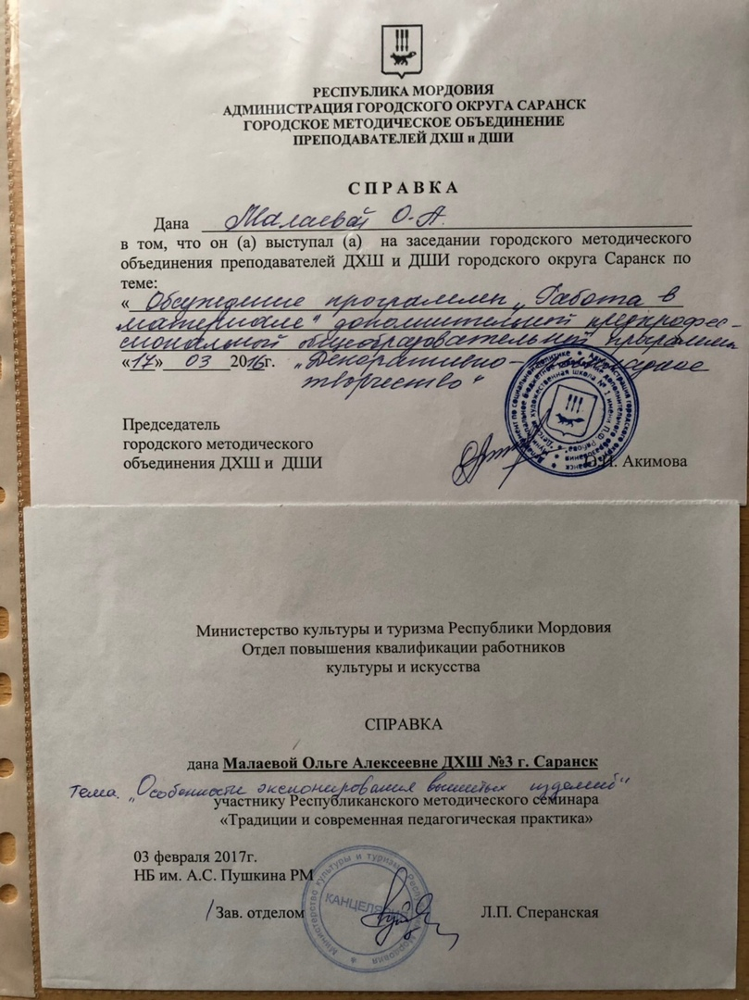 РЕСПУБЛИКА МОРДОВИЯ
АДМИНИСТРАЦИЯ ГОРОДСКОГО ОКРУГА САРАНСК
ГОРОДСКОЕ МЕТОДИЧЕСКОЕ ОБЪЕДИНЕНИЕ
ПРЕПОДАВАТЕЛЕЙ ДХШ и ДШИ
СПРАВКА
Дана Малаевой О.А.
в том, что он (а) выступал (а) на заседании городского методического
объединения преподавателей ДХШ и ДШИ городского округа Саранск по
теме:
« Обсуждение программы „Работа в
материале" дополнительной предпрофес-
сиональной общеобразовательной программы
«17» 03 2016г. „Декоративно-
творчество"
Председатель
городского методического
объединения ДХШ и ДШИ
Акимова
Министерство культуры и туризма Республики Мордовия
Отдел повышения квалификации работников
культуры и искусства
СПРАВКА
дана Малаевой Ольге Алексеевне ДХШ №3 г. Саранск
Тема. „Особенности экспонирования вышитых изделий"
участнику Республиканского методического семинара
«Традиции и современная педагогическая практика»
03 февраля 2017г.
НБ им. А.С. Пушкина РМ
Зав. отделом Л.П. Сперанская